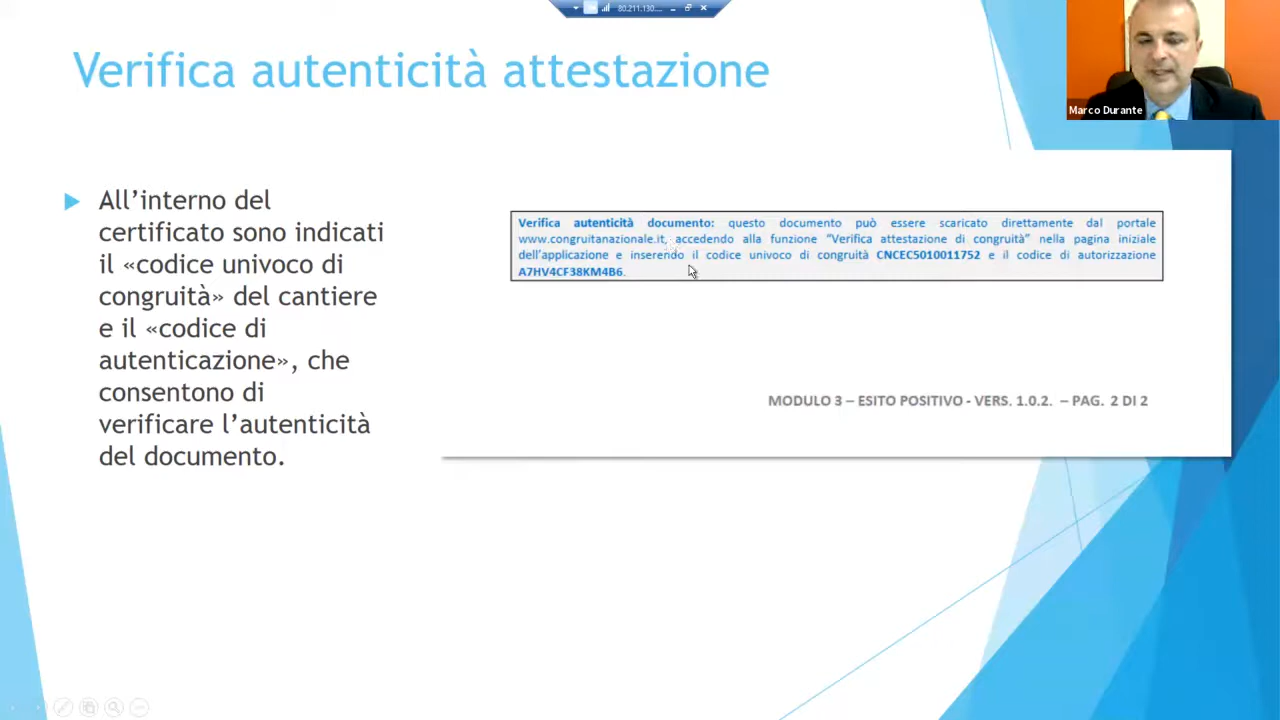 80.211.130....
Verifica autenticità attestazione
Marco Durante
All’interno del
certificato sono indicati
il «codice univoco di
congruità» del cantiere
e il «codice di
autenticazione», che
consentono di
verificare l’autenticità
del documento.
Verifica autenticità documento: questo documento può essere scaricato direttamente dal portale
www.congruitanazionale.it, accedendo alla funzione “Verifica attestazione di congruità” nella pagina iniziale
dell’applicazione e inserendo il codice univoco di congruità CNCEC5010011752 e il codice di autorizzazione
A7HV4CF38KM4B6.
MODULO 3 – ESITO POSITIVO - VERS. 1.0.2. – PAG. 2 DI 2